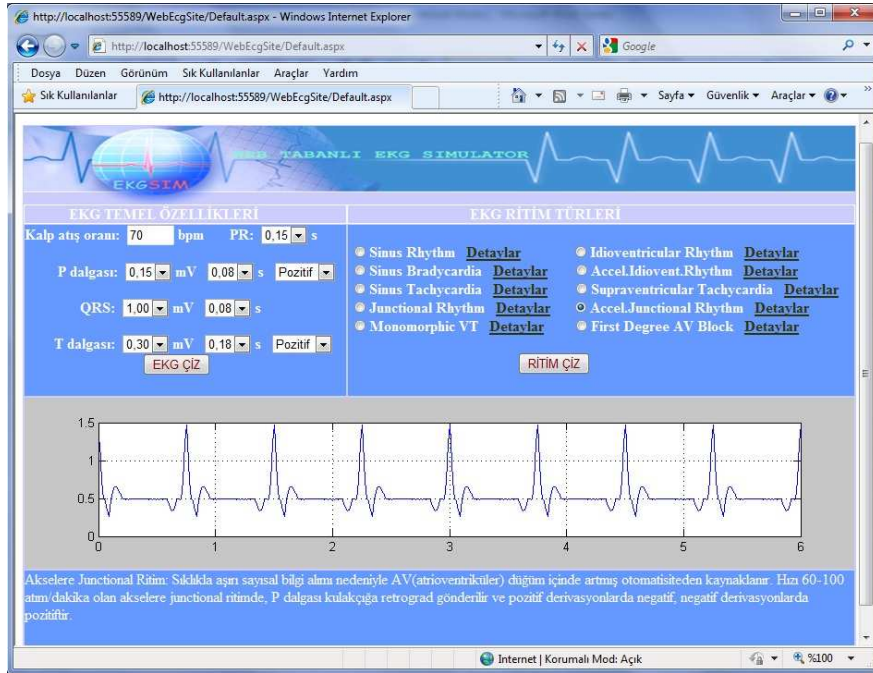 http://localhost:55589/WebEcgSite/Default.aspx - Windows Internet Explorer
http://localhost:55589/WebEcgSite/Default.aspx
Google
Dosya Düzen Görünüm Sık Kullanılanlar Araçlar Yardım
Sık Kullanılanlar http://localhost:55589/WebEcgSite/Default.aspx Sayfa Güvenlik Araçlar
WEB TABANLI EKG SIMULATOR
EKGSIM
EKG TEMEL ÖZELLİKLERİ
Kalp atış oranı: 70 bpm PR: 0,15 s
P dalgası: 0,15 mV 0,08 s Pozitif
QRS: 1,00 mV 0,08 s
T dalgası: 0,30 mV 0,18 s Pozitif
EKG ÇİZ
EKG RİTİM TÜRLERİ
Sinus Rhythm Detaylar
Sinus Bradycardia Detaylar
Sinus Tachycardia Detaylar
Junctional Rhythm Detaylar
Monomorphic VT Detaylar
Idioventricular Rhythm Detaylar
Accel.Idiovent.Rhythm Detaylar
Supraventricular Tachycardia Detaylar
Accel.Junctional Rhythm Detaylar
First Degree AV Block Detaylar
RİTİM ÇİZ
1.5
1
0.5
0
0 1 2 3 4 5 6
Akselere Junctional Ritim: Sıklıkla aşırı sayısal bilgi alımı nedeniyle AV(atrioventriküler) düğüm içinde artmış otomatisiteden kaynaklanır. Hızı 60-100
atım/dakika olan akselere junctional ritimde, P dalgası kulakçığa retrograd gönderilir ve pozitif derivasyonlarda negatif, negatif derivasyonlarda
pozitiftir.
Internet | Korumalı Mod: Açık %100